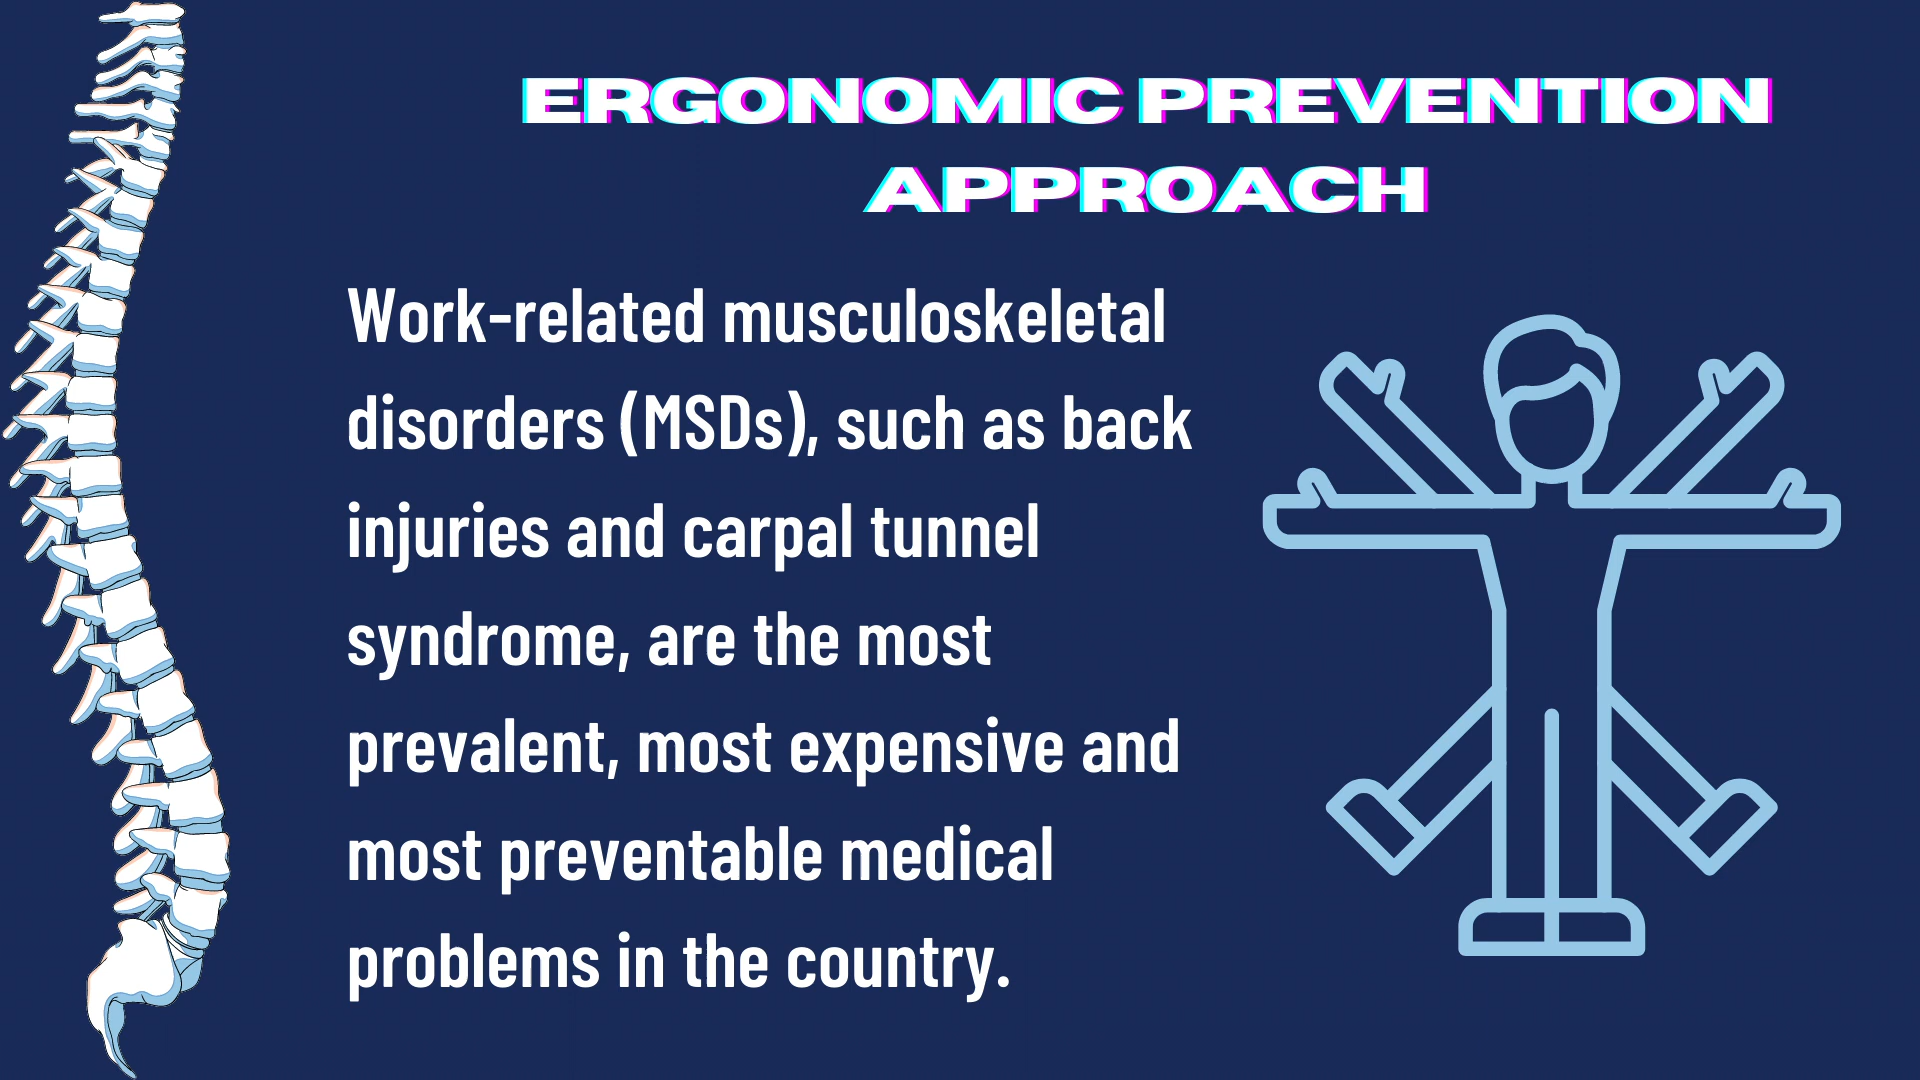 ERGONOMIC PREVENTION
APPROACH
Work-related musculoskeletal
disorders (MSDs), such as back
injuries and carpal tunnel
syndrome, are the most
prevalent, most expensive and
most preventable medical
problems in the country.